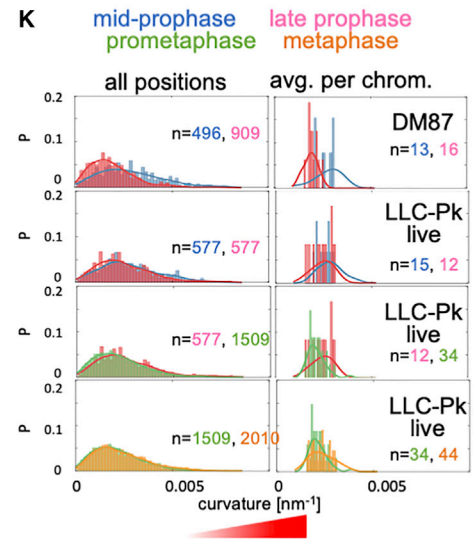 K
mid-prophase late prophase
prometaphase metaphase
all positions avg. per chrom.
0.2
P
0.1
0
n=496, 909
DM87
n=13, 16
0.2
P
0.1
0
n=577, 577
LLC-Pk
live
n=15, 12
0.2
P
0.1
0
n=577, 1509
LLC-Pk
live
n=12, 34
0.2
P
0.1
0
n=1509, 2010
LLC-Pk
live
n=34, 44
0 0.005 0 0.005
curvature [nm⁻¹]